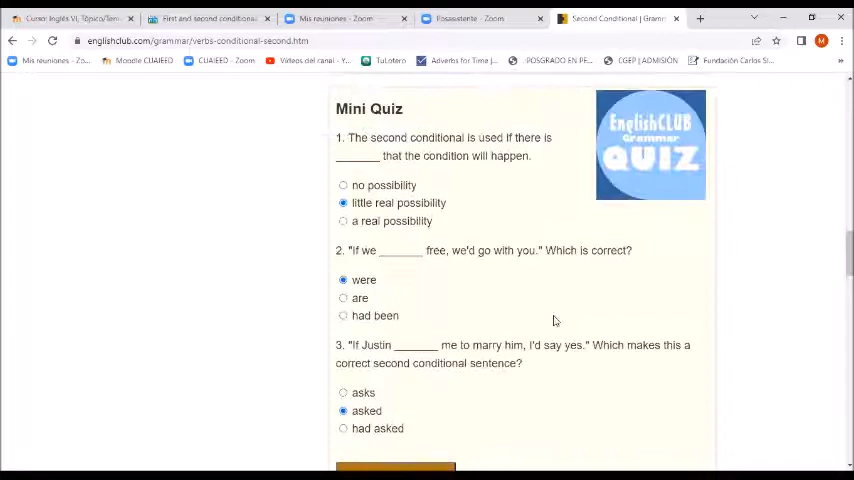 Curso: Inglés VI, Tópico/Tem
First and second conditional
Mis reuniones - Zoom
Posasistente - Zoom
Second Conditional | Gramm
englishclub.com/grammar/verbs-conditional-second.htm
M
Mis reuniones - Zo...
Moodle CUAIEED
CUAIEED - Zoom
Vídeos del canal - Y...
TuLotero
Adverbs for Time |...
:POSGRADO EN PE...
CGEP | ADMISIÓN
Fundación Carlos Sl...
Mini Quiz
EnglishCLUB
Grammar
QUIZ
1. The second conditional is used if there is
_______ that the condition will happen.
no possibility
little real possibility
a real possibility
2. "If we _______ free, we'd go with you." Which is correct?
were
are
had been
3. "If Justin _______ me to marry him, I'd say yes." Which makes this a
correct second conditional sentence?
asks
asked
had asked